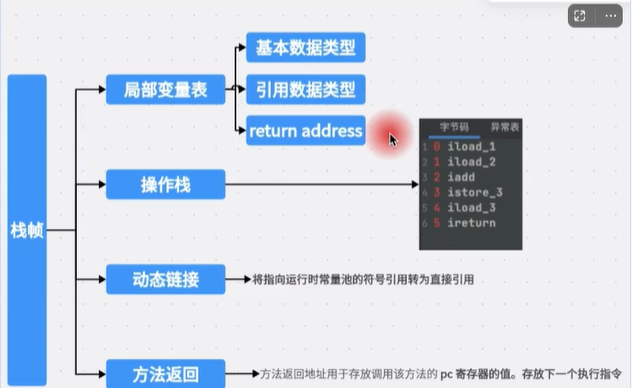 基本数据类型
局部变量表
引用数据类型
return address
字节码 异常表
1 0 iload_1
2 1 iload_2
3 2 iadd
4 3 istore_3
5 4 iload_3
6 5 ireturn
操作栈
栈帧
动态链接
将指向运行时常量池的符号引用转为直接引用
方法返回
方法返回地址用于存放调用该方法的 pc 寄存器的值。存放下一个执行指令